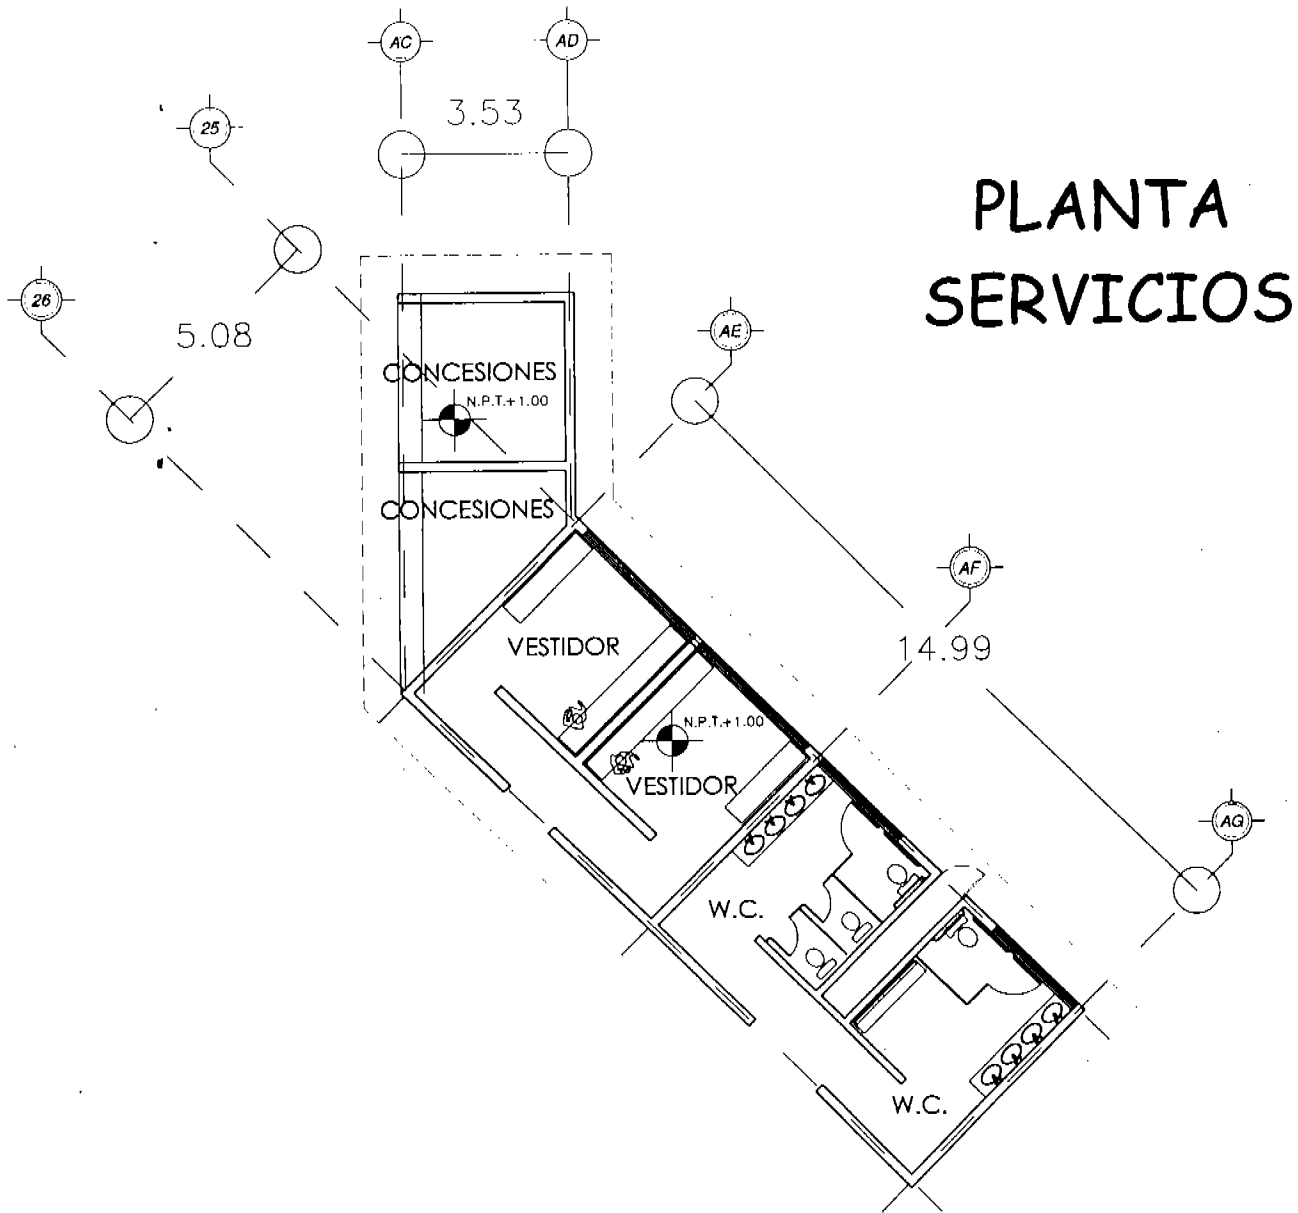 AC
AD
3.53
25
PLANTA
SERVICIOS
26
5.08
AE
CONCESIONES
N.P.T.+1.00
CONCESIONES
AF
VESTIDOR
14.99
N.P.T.+1.00
VESTIDOR
AG
W.C.
W.C.